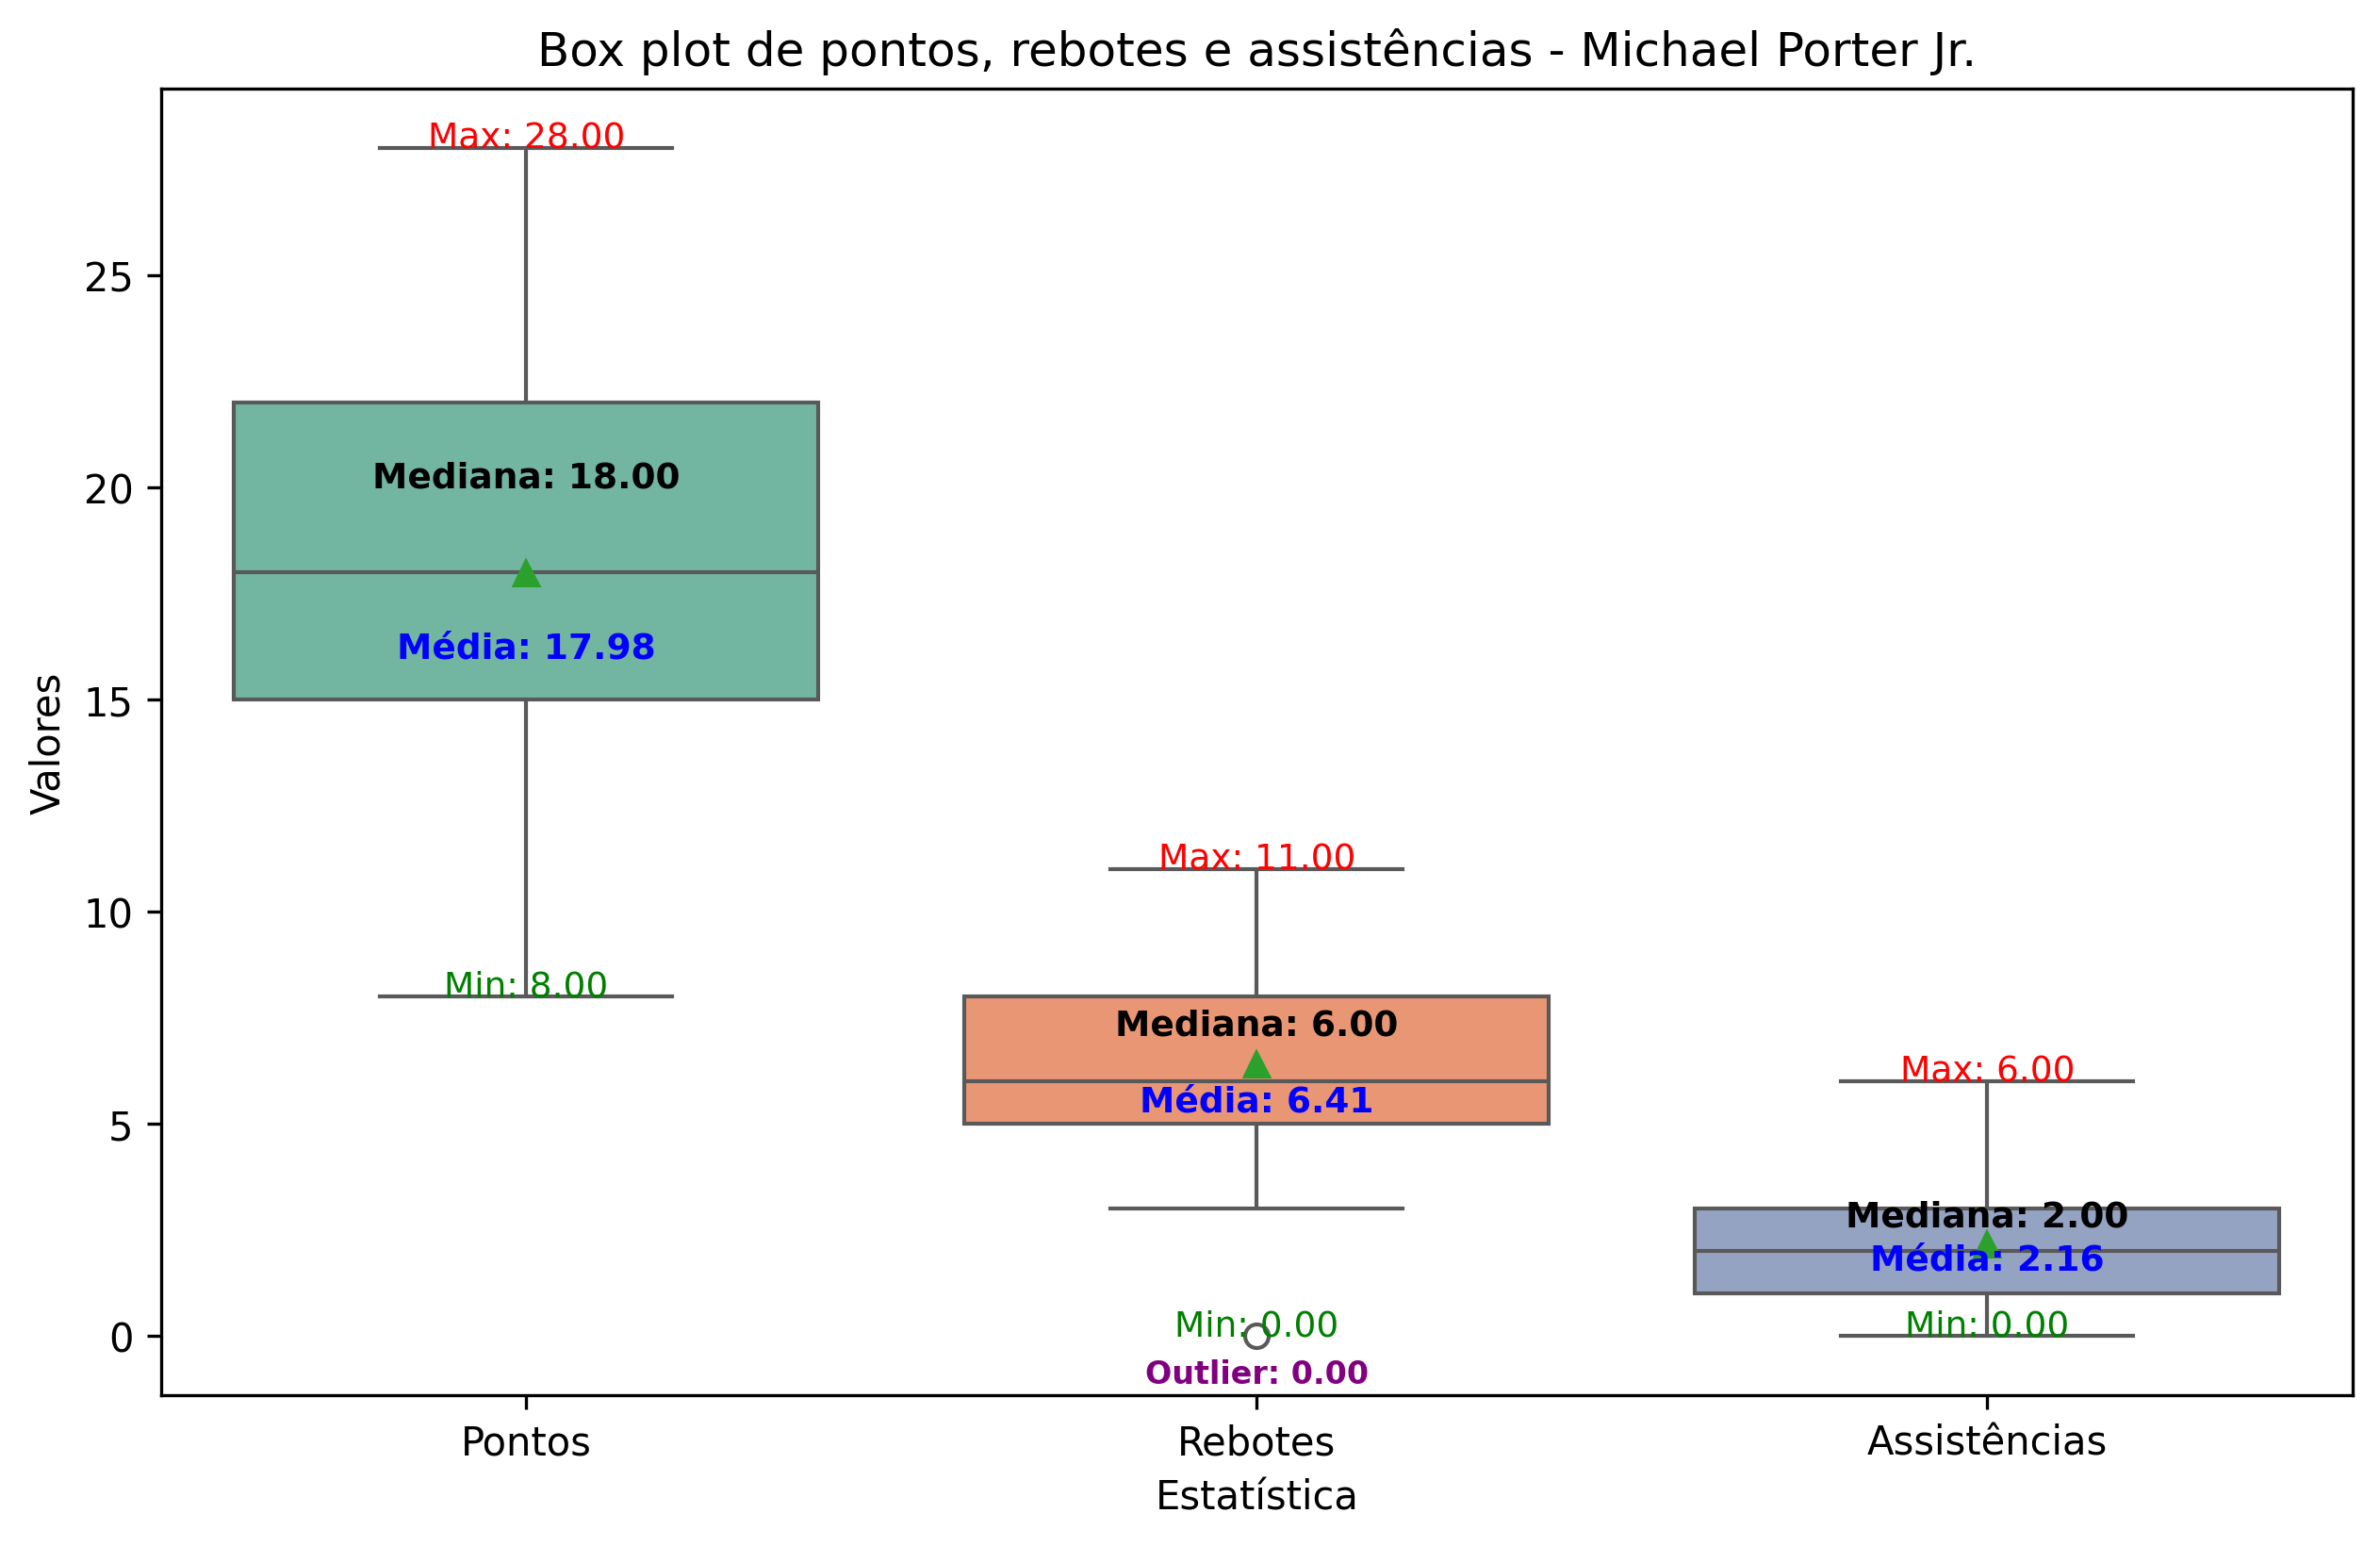 Box plot de pontos, rebotes e assistências - Michael Porter Jr.
Valores
25
20
15
10
5
0
Max: 28.00
Mediana: 18.00
Média: 17.98
Min: 8.00
Max: 11.00
Mediana: 6.00
Média: 6.41
Min: 0.00
Outlier: 0.00
Max: 6.00
Mediana: 2.00
Média: 2.16
Min: 0.00
Pontos
Rebotes
Assistências
Estatística